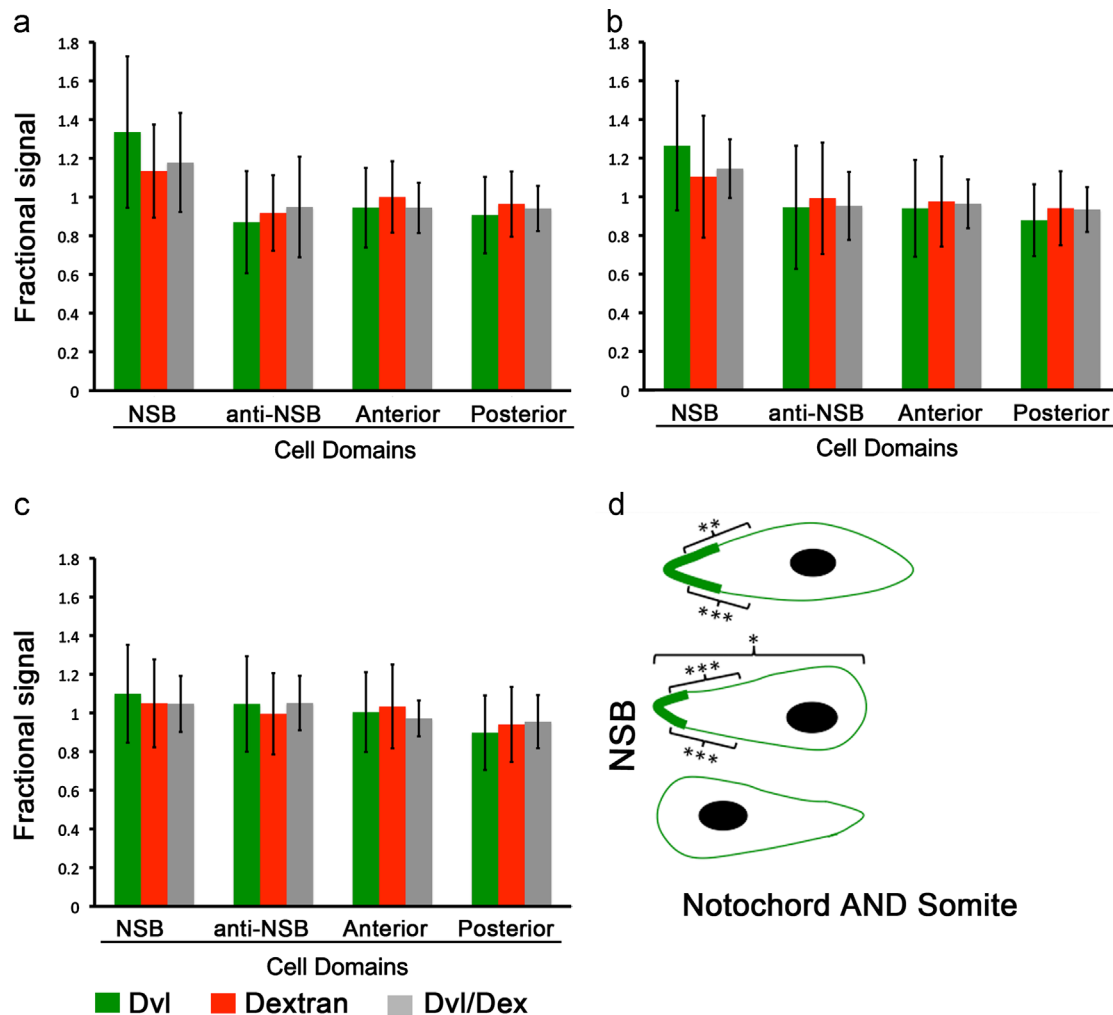 a
1.8
1.6
1.4
1.2
1
0.8
0.6
0.4
0.2
0
Fractional signal
NSB anti-NSB Anterior Posterior
Cell Domains
b
1.8
1.6
1.4
1.2
1
0.8
0.6
0.4
0.2
0
NSB anti-NSB Anterior Posterior
Cell Domains
c
1.8
1.6
1.4
1.2
1
0.8
0.6
0.4
0.2
0
Fractional signal
NSB anti-NSB Anterior Posterior
Cell Domains
Dvl Dextran Dvl/Dex
d
**
***
*
***
***
NSB
Notochord AND Somite